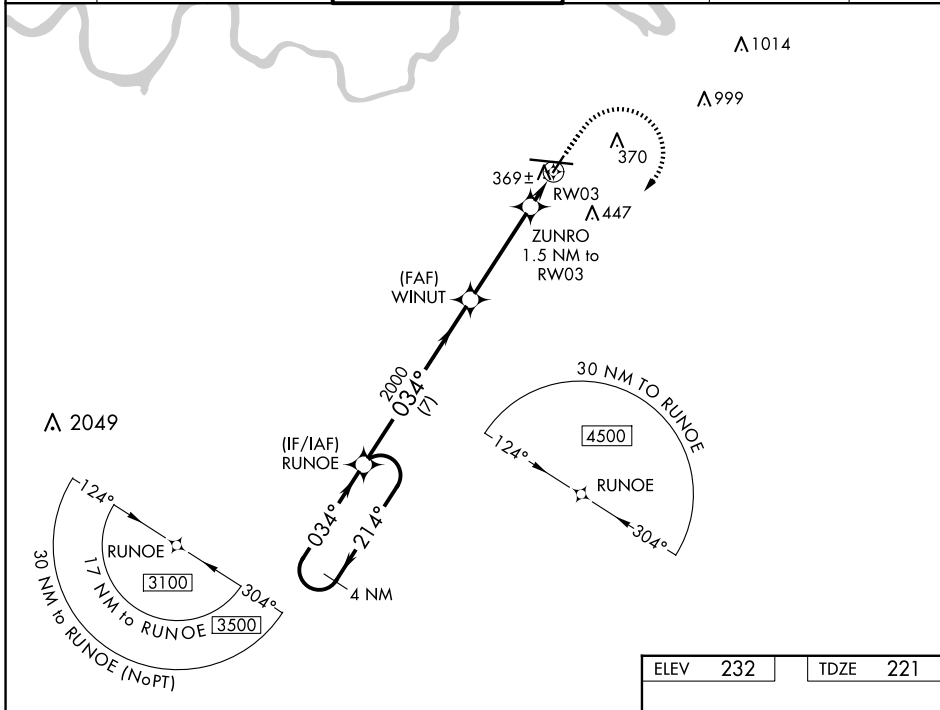 1014
999
370
369±
RW03
447
ZUNRO
1.5 NM to
RW03
(FAF)
WINUT
2000
034°
(7)
30 NM TO RUNOE
4500
124°
RUNOE
304°
2049
(IF/IAF)
RUNOE
034°
214°
4 NM
124°
RUNOE
3100
304°
17 NM to RUNOE
3500
30 NM to RUNOE (NoPT)
ELEV 232
TDZE 221